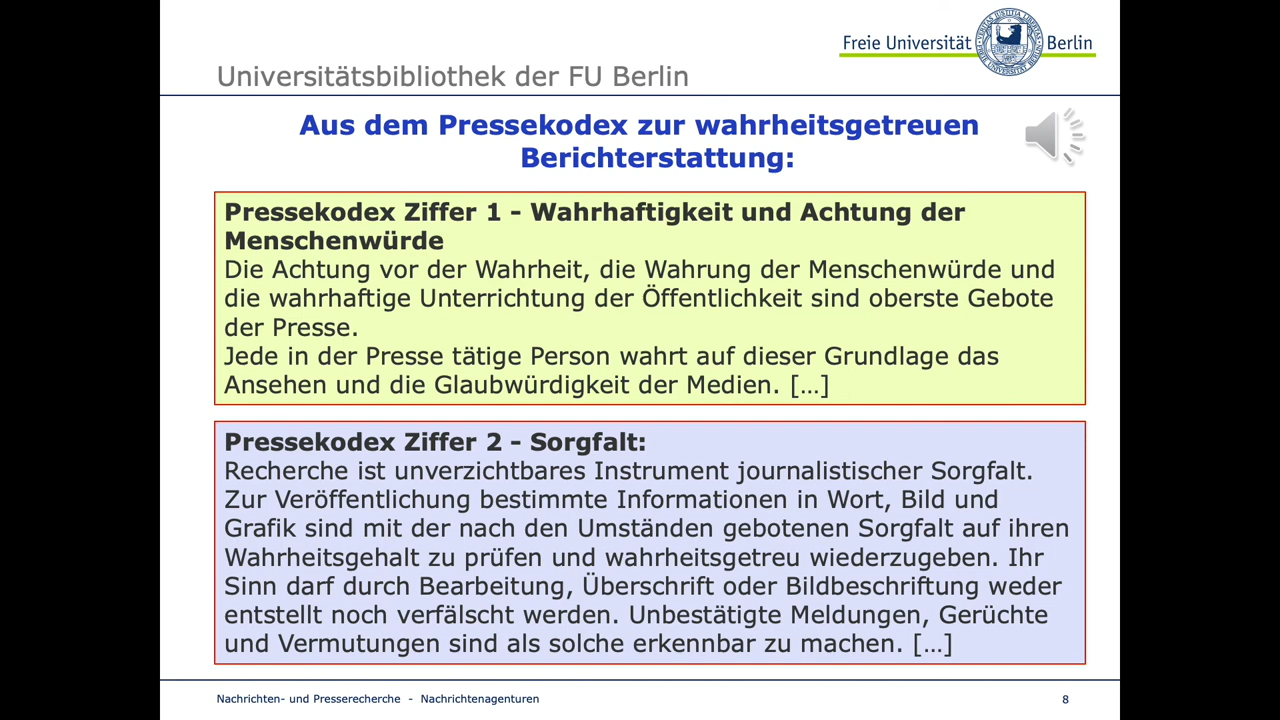 Freie Universität Berlin
Universitätsbibliothek der FU Berlin
Aus dem Pressekodex zur wahrheitsgetreuen
Berichterstattung:
Pressekodex Ziffer 1 - Wahrhaftigkeit und Achtung der
Menschenwürde
Die Achtung vor der Wahrheit, die Wahrung der Menschenwürde und
die wahrhaftige Unterrichtung der Öffentlichkeit sind oberste Gebote
der Presse.
Jede in der Presse tätige Person wahrt auf dieser Grundlage das
Ansehen und die Glaubwürdigkeit der Medien. […]
Pressekodex Ziffer 2 - Sorgfalt:
Recherche ist unverzichtbares Instrument journalistischer Sorgfalt.
Zur Veröffentlichung bestimmte Informationen in Wort, Bild und
Grafik sind mit der nach den Umständen gebotenen Sorgfalt auf ihren
Wahrheitsgehalt zu prüfen und wahrheitsgetreu wiederzugeben. Ihr
Sinn darf durch Bearbeitung, Überschrift oder Bildbeschriftung weder
entstellt noch verfälscht werden. Unbestätigte Meldungen, Gerüchte
und Vermutungen sind als solche erkennbar zu machen. […]
Nachrichten- und Presserecherche - Nachrichtenagenturen
8